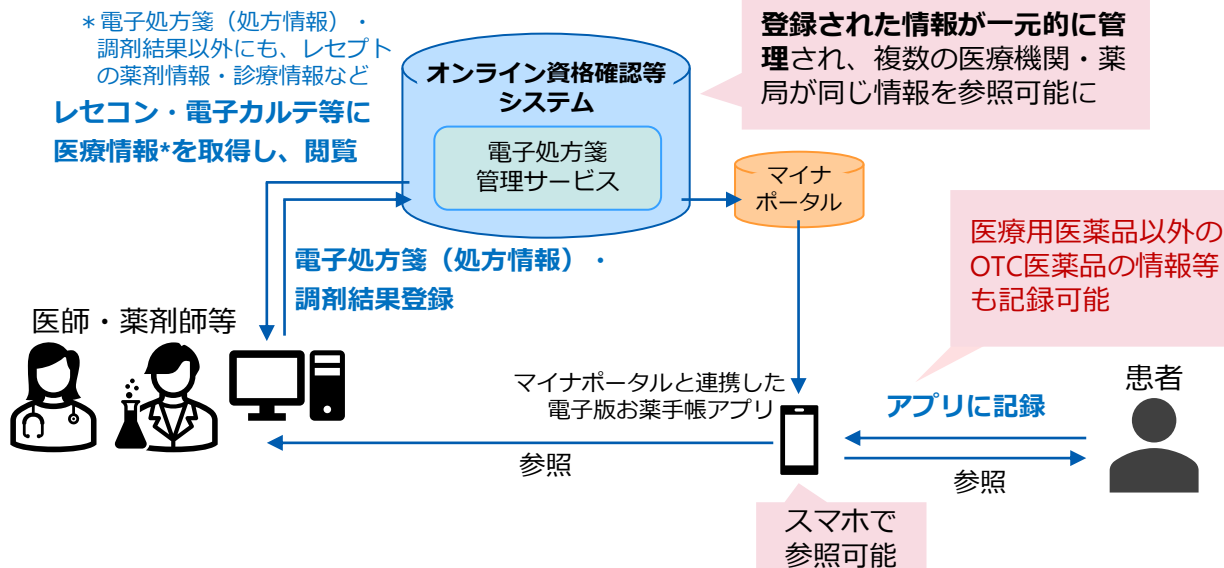 ＊電子処方箋（処方情報）・
調剤結果以外にも、レセプト
の薬剤情報・診療情報など
レセコン・電子カルテ等に
医療情報*を取得し、閲覧
オンライン資格確認等
システム
電子処方箋
管理サービス
登録された情報が一元的に管
理され、複数の医療機関・薬
局が同じ情報を参照可能に
マイナ
ポータル
医療用医薬品以外の
OTC医薬品の情報等
も記録可能
電子処方箋（処方情報）・
調剤結果登録
医師・薬剤師等
マイナポータルと連携した
電子版お薬手帳アプリ
アプリに記録
患者
参照
参照
スマホで
参照可能